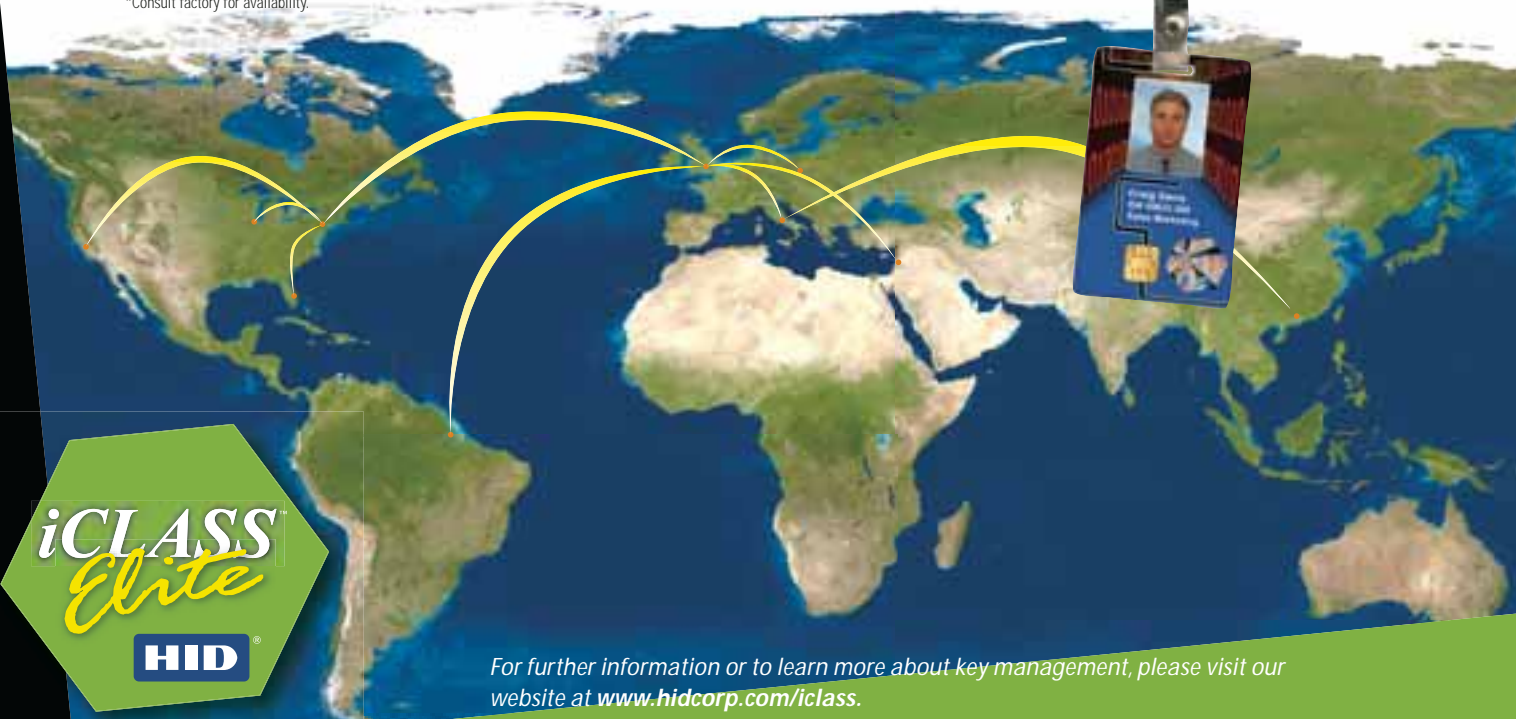 *Consult factory for availability.
iCLASS™
Elite
HID®
For further information or to learn more about key management, please visit our
website at www.hidcorp.com/iclass.